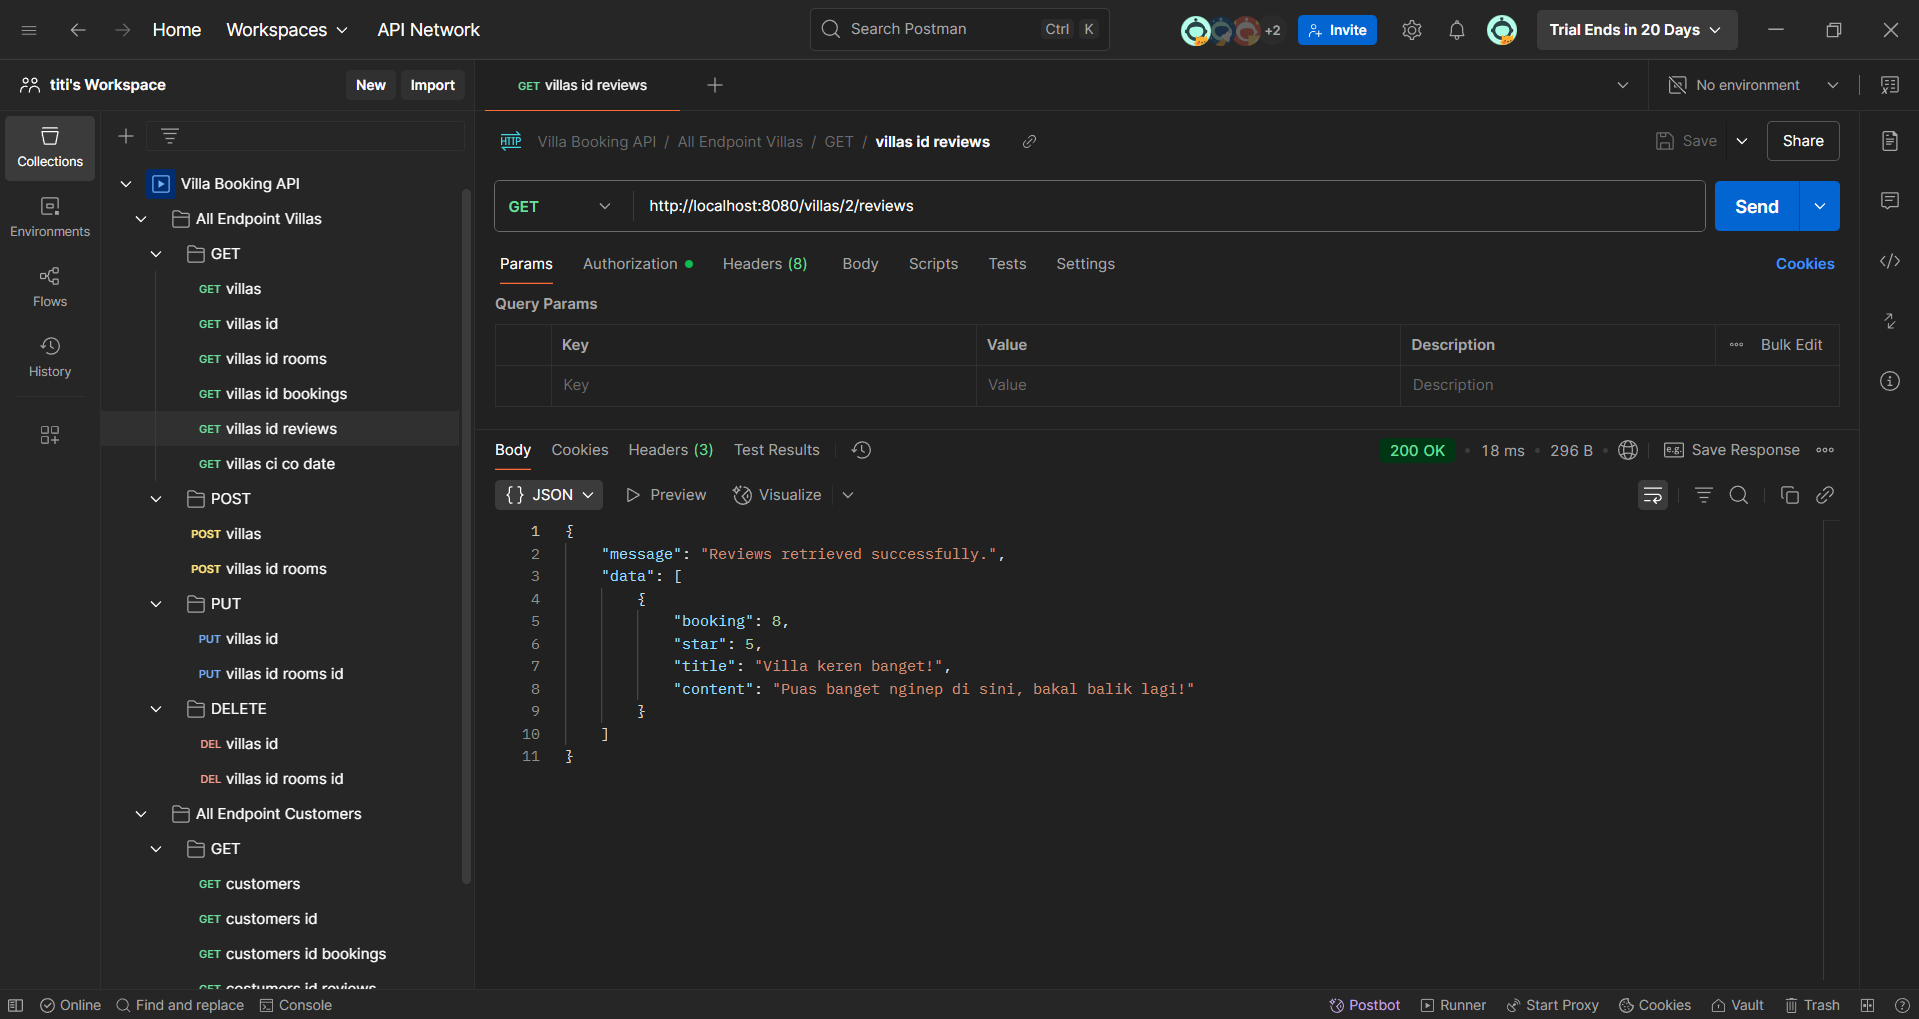 Home
Workspaces
API Network
Search Postman
Ctrl K
+2
Invite
Trial Ends in 20 Days
titi's Workspace
New
Import
GET villas id reviews
No environment
Collections
Environments
Flows
History
Villa Booking API
All Endpoint Villas
GET
GET villas
GET villas id
GET villas id rooms
GET villas id bookings
GET villas id reviews
GET villas ci co date
POST
POST villas
POST villas id rooms
PUT
PUT villas id
PUT villas id rooms id
DELETE
DEL villas id
DEL villas id rooms id
All Endpoint Customers
GET
GET customers
GET customers id
GET customers id bookings
GET costumers id reviews
HTTP Villa Booking API / All Endpoint Villas / GET / villas id reviews
Save
Share
GET
http://localhost:8080/villas/2/reviews
Send
Params
Authorization
Headers (8)
Body
Scripts
Tests
Settings
Cookies
Query Params
Key
Value
Description
Bulk Edit
Key
Value
Description
Body
Cookies
Headers (3)
Test Results
200 OK
18 ms
296 B
e.g. Save Response
{} JSON
Preview
Visualize
1 {
2 "message": "Reviews retrieved successfully.",
3 "data": [
4 {
5 "booking": 8,
6 "star": 5,
7 "title": "Villa keren banget!",
8 "content": "Puas banget nginep di sini, bakal balik lagi!"
9 }
10 ]
11 }
Online
Find and replace
Console
Postbot
Runner
Start Proxy
Cookies
Vault
Trash